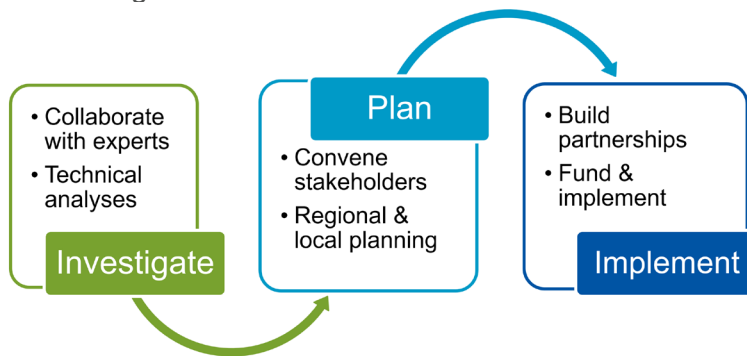 • Collaborate
with experts
• Technical
analyses
Investigate
Plan
• Convene
stakeholders
• Regional &
local planning
• Build
partnerships
• Fund &
implement
Implement